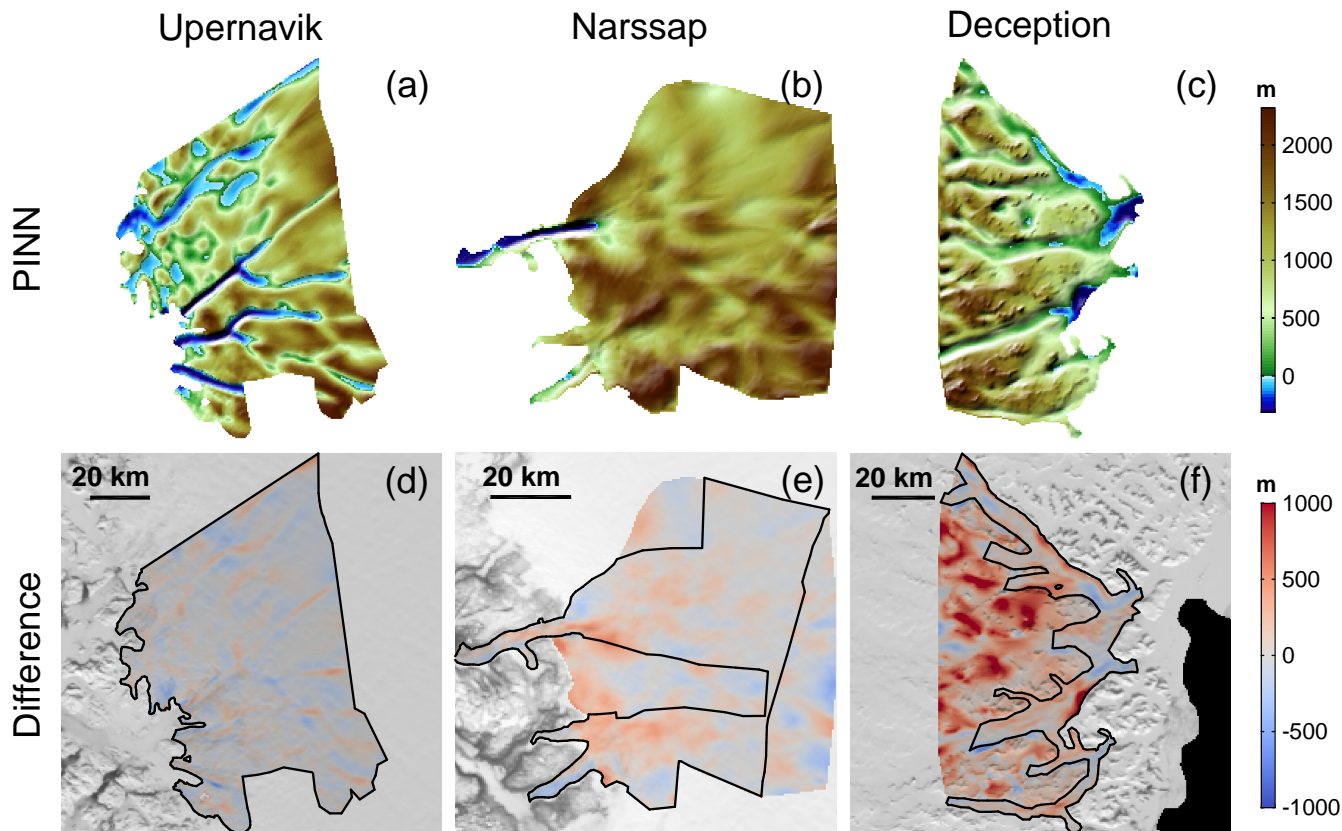 Upernavik
Narssap
Deception
PINN
(a)
(b)
(c)
m
2000
1500
1000
500
0
Difference
20 km
(d)
20 km
(e)
20 km
(f)
m
1000
500
0
-500
-1000